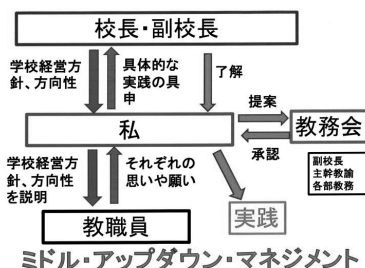 校長・副校長
学校経営方
針、方向性
具体的な
実践の具
申
了解
私
提案
承認
教務会
副校長
主幹教諭
各部教務
学校経営方
針、方向性
を説明
それぞれの
思いや願い
教職員
実践
ミドル・アップダウン・マネジメント